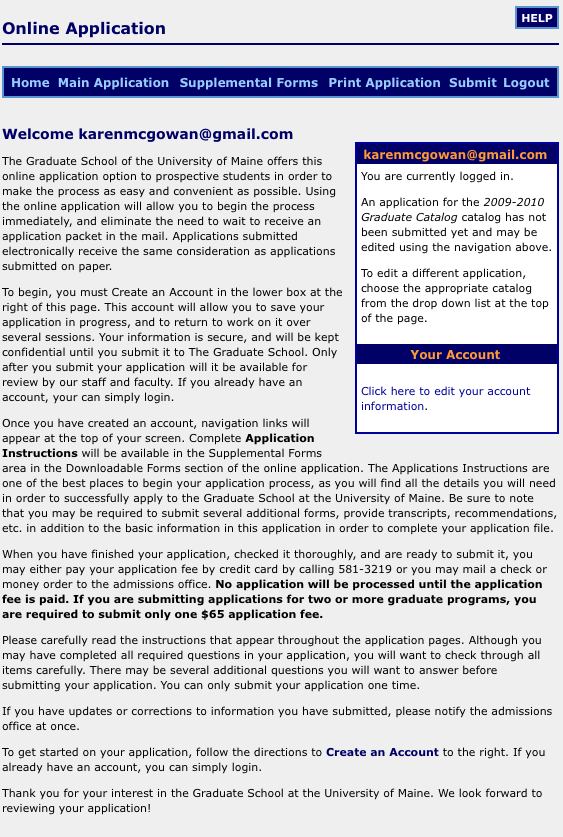 HELP
Online Application
Home Main Application Supplemental Forms Print Application Submit Logout
Welcome karenmcgowan@gmail.com
The Graduate School of the University of Maine offers this
online application option to prospective students in order to
make the process as easy and convenient as possible. Using
the online application will allow you to begin the process
immediately, and eliminate the need to wait to receive an
application packet in the mail. Applications submitted
electronically receive the same consideration as applications
submitted on paper.
To begin, you must Create an Account in the lower box at the
right of this page. This account will allow you to save your
application in progress, and to return to work on it over
several sessions. Your information is secure, and will be kept
confidential until you submit it to The Graduate School. Only
after you submit your application will it be available for
review by our staff and faculty. If you already have an
account, your can simply login.
Once you have created an account, navigation links will
appear at the top of your screen. Complete Application
Instructions will be available in the Supplemental Forms
area in the Downloadable Forms section of the online application. The Applications Instructions are
one of the best places to begin your application process, as you will find all the details you will need
in order to successfully apply to the Graduate School at the University of Maine. Be sure to note
that you may be required to submit several additional forms, provide transcripts, recommendations,
etc. in addition to the basic information in this application in order to complete your application file.
When you have finished your application, checked it thoroughly, and are ready to submit it, you
may either pay your application fee by credit card by calling 581-3219 or you may mail a check or
money order to the admissions office. No application will be processed until the application
fee is paid. If you are submitting applications for two or more graduate programs, you
are required to submit only one $65 application fee.
Please carefully read the instructions that appear throughout the application pages. Although you
may have completed all required questions in your application, you will want to check through all
items carefully. There may be several additional questions you will want to answer before
submitting your application. You can only submit your application one time.
If you have updates or corrections to information you have submitted, please notify the admissions
office at once.
To get started on your application, follow the directions to Create an Account to the right. If you
already have an account, you can simply login.
Thank you for your interest in the Graduate School at the University of Maine. We look forward to
reviewing your application!
karenmcgowan@gmail.com
You are currently logged in.
An application for the 2009-2010
Graduate Catalog catalog has not
been submitted yet and may be
edited using the navigation above.
To edit a different application,
choose the appropriate catalog
from the drop down list at the top
of the page.
Your Account
Click here to edit your account
information.